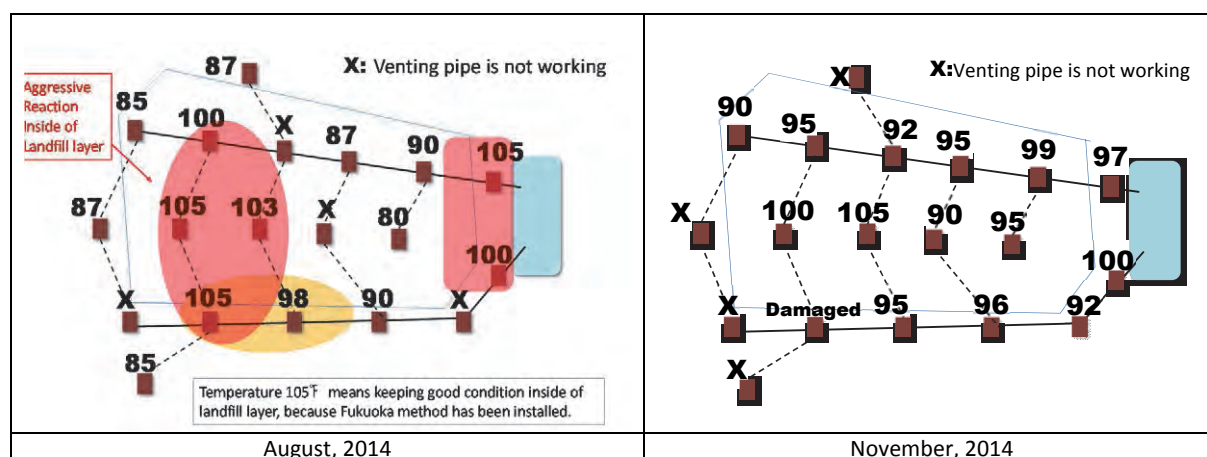 87
X: Venting pipe is not working
Aggressive
Reaction
Inside of
Landfill layer
85
100
X
87
90
105
87
105
103
X
80
100
X
105
98
90
X
85
Temperature 105°F means keeping good condition inside of
landfill layer, because Fukuoka method has been installed.
August, 2014
X:Venting pipe is not working
X
90
95
92
95
99
97
X
100
105
90
95
100
X
Damaged
95
96
92
X
November, 2014